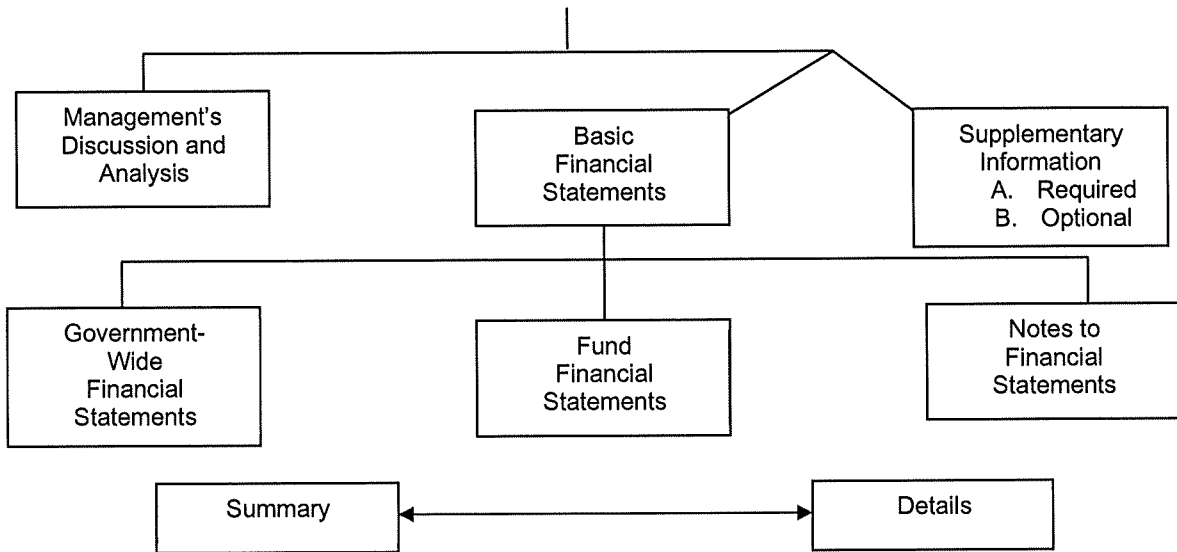 Management's
Discussion and
Analysis
Basic
Financial
Statements
Supplementary
Information
A. Required
B. Optional
Government-
Wide
Financial
Statements
Fund
Financial
Statements
Notes to
Financial
Statements
Summary
Details